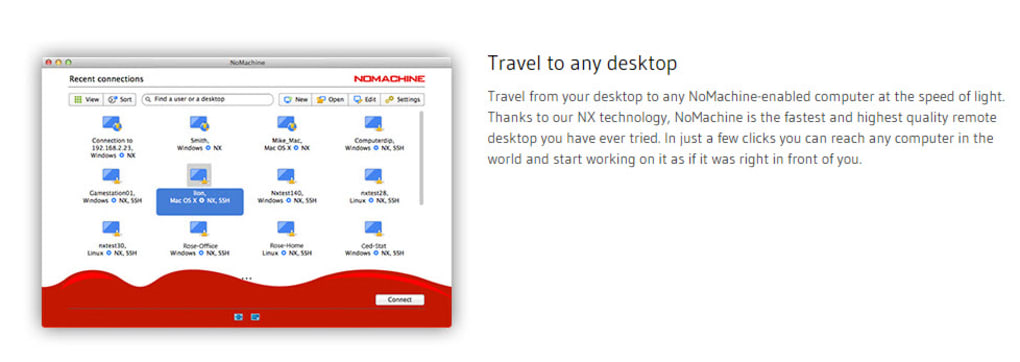 NoMachine
Recent connections
NOMACHINE
View Sort Find a user or a desktop New Open Edit Settings
Connection to
192.168.2.23,
Windows NX
Smith,
Windows NX
Mike_Mac,
Mac OS X NX
Computerdip,
Windows NX, SSH
Gamestation01,
Windows NX, SSH
lion,
Mac OS X NX, SSH
Nxtest140,
Windows NX, SSH
nxtest28,
Linux NX, SSH
nxtest30,
Linux NX, SSH
Rose-Office
Windows NX, SSH
Rose-Home
Linux NX, SSH
Ced-Stat
Windows NX, SSH
...
Connect
Travel to any desktop
Travel from your desktop to any NoMachine-enabled computer at the speed of light.
Thanks to our NX technology, NoMachine is the fastest and highest quality remote
desktop you have ever tried. In just a few clicks you can reach any computer in the
world and start working on it as if it was right in front of you.